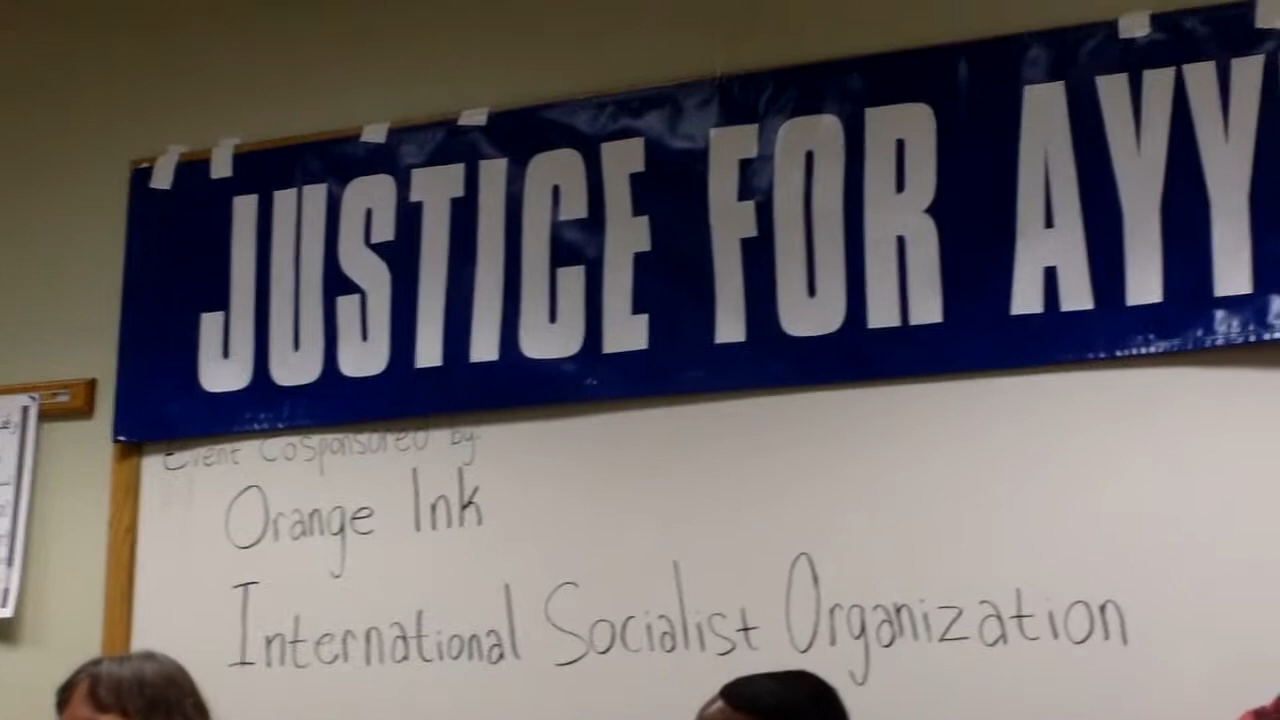 JUSTICE FOR AYY
Event Cosponsored by:
Orange Ink
International Socialist Organization